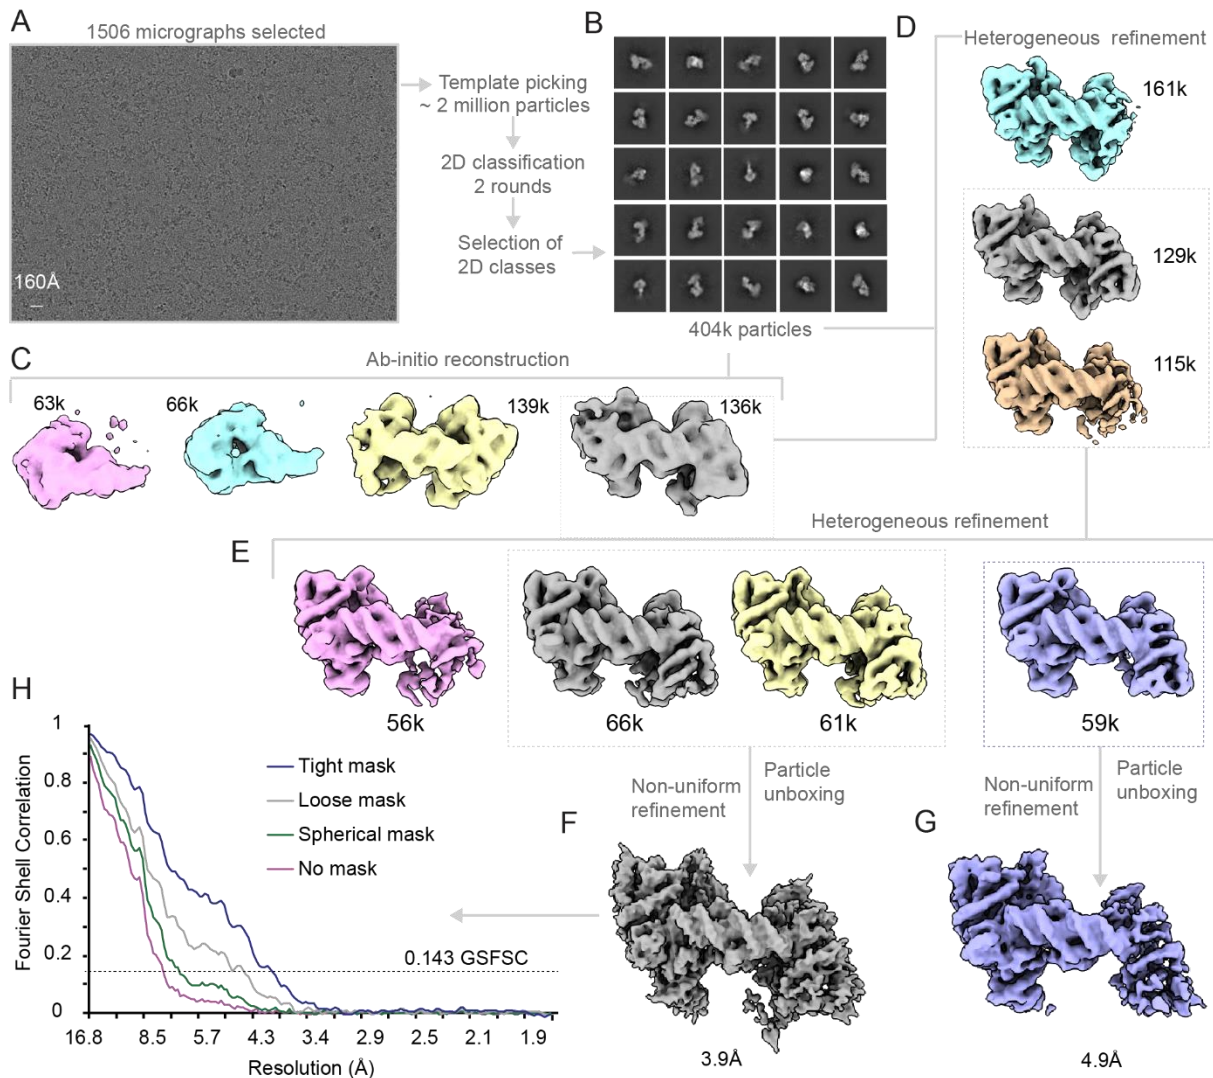 A
1506 micrographs selected
160Å
Template picking
~ 2 million particles
2D classification
2 rounds
Selection of
2D classes
B
404k particles
D
Heterogeneous refinement
161k
129k
115k
C
Ab-initio reconstruction
63k
66k
139k
136k
Heterogeneous refinement
E
56k
66k
61k
59k
Non-uniform
refinement
Particle
unboxing
Non-uniform
refinement
Particle
unboxing
F
3.9Å
G
4.9Å
H
Fourier Shell Correlation
1
0.8
0.6
0.4
0.2
0
Tight mask
Loose mask
Spherical mask
No mask
0.143 GSFSC
16.8 8.5 5.7 4.3 3.4 2.9 2.5 2.1 1.9
Resolution (Å)